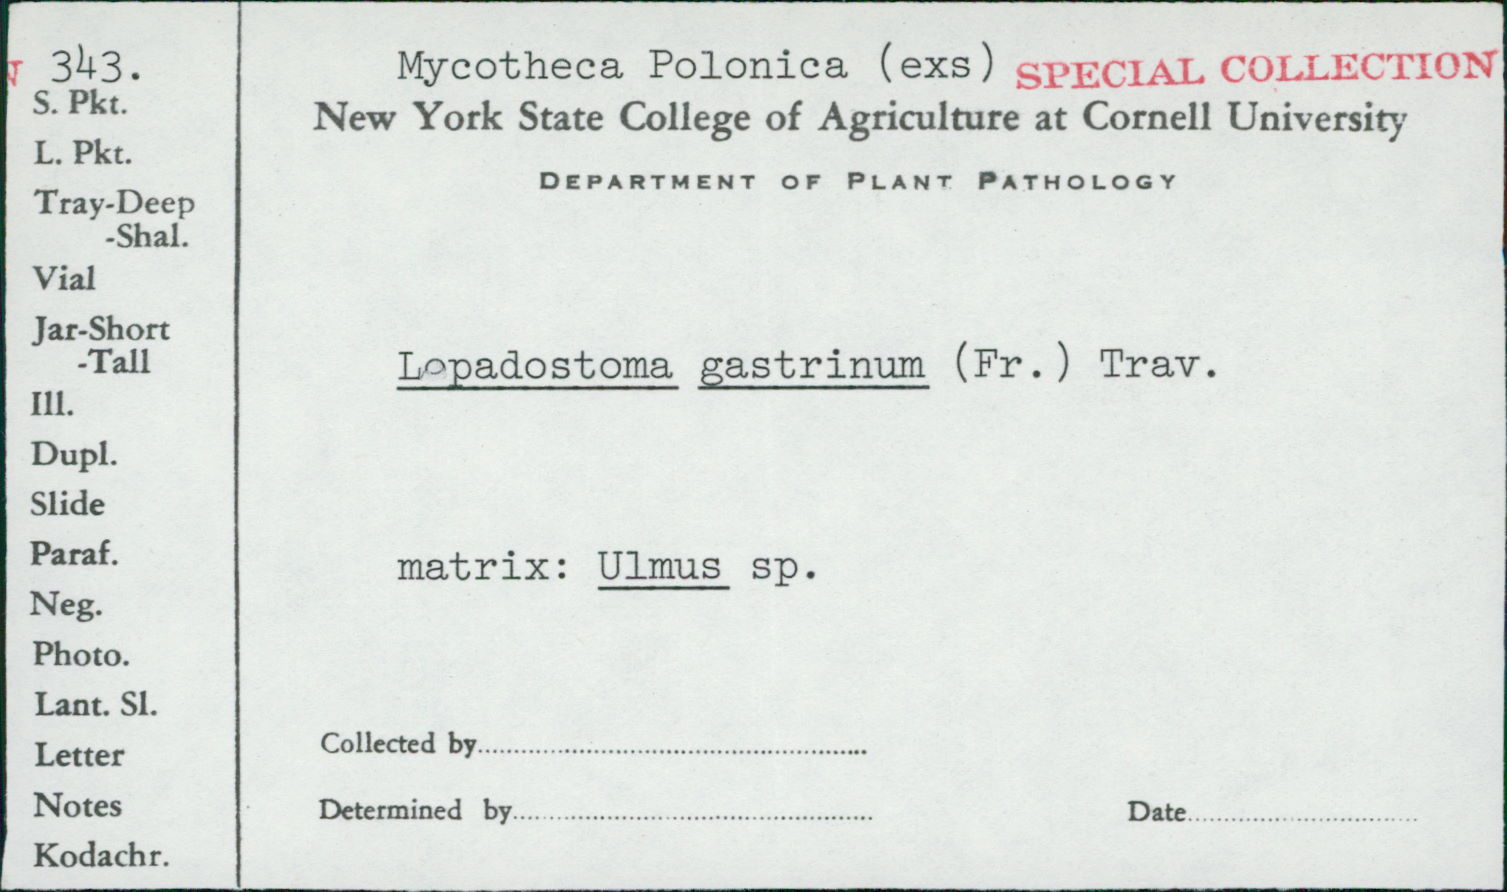 343.
S. Pkt.
L. Pkt.
Tray-Deep
-Shal.
Vial
Jar-Short
-Tall
Ill.
Dupl.
Slide
Paraf.
Neg.
Photo.
Lant. Sl.
Letter
Notes
Kodachr.
Mycotheca Polonica (exs) SPECIAL COLLECTION
New York State College of Agriculture at Cornell University
DEPARTMENT OF PLANT PATHOLOGY
Lopadostoma gastrinum (Fr.) Trav.
matrix: Ulmus sp.
Collected by
Determined by
Date